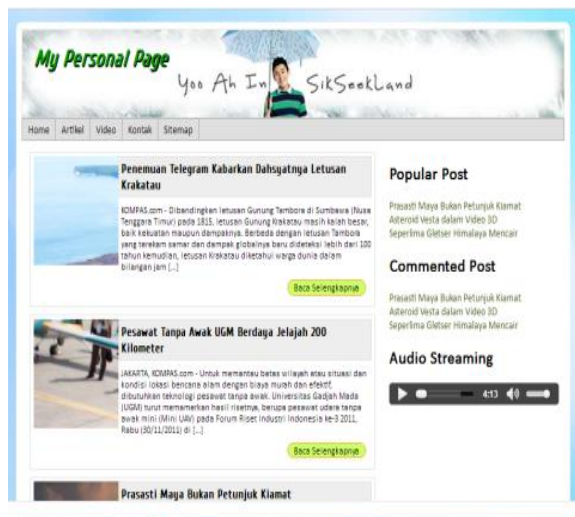 My Personal Page
Yoo Ah In
SikSeekLand
Home Artikel Video Kontak Sitemap
Penemuan Telegram Kabarkan Dahsyatnya Letusan
Krakatau
KOMPAS.com - Dibandingkan letusan Gunung Tambore di Sumbawa (Nusa
Tenggara Timur) pada 1815, letusan Gunung Krakatau masih kalah besar,
baik kekuatan maupun dampaknya. Berbeda dengan letusan Tambora
yang terekam samar dan dampak globalnya baru dideteksi lebih dari 100
tahun kemudian, letusan Krakatau diketahui warga dunia dalam
bilangan jam [...]
Baca Selengkapnya
Pesawat Tanpa Awak UGM Berdaya Jelajah 200
Kilometer
JAKARTA, KOMPAS.com - Untuk memantau batas wilayah atau situasi dan
kondisi lokasi bencana alam dengan biaya murah dan efektif,
dibutuhkan teknologi pesawat tanpa awak. Universitas Gadjah Mada
(UGM) turut memamerkan hasil risetnya, berupa pesawat udara tanpa
awak mini (Mini UAV) pada Forum Riset Industri Indonesia ke-3 2011,
Rabu (30/11/2011) di [...]
Baca Selengkapnya
Prasasti Maya Bukan Petunjuk Kiamat
Popular Post
Prasasti Maya Bukan Petunjuk Kiamat
Asteroid Vesta dalam Video 3D
Seperlima Gletser Himalaya Mencair
Commented Post
Prasasti Maya Bukan Petunjuk Kiamat
Asteroid Vesta dalam Video 3D
Seperlima Gletser Himalaya Mencair
Audio Streaming
4:13